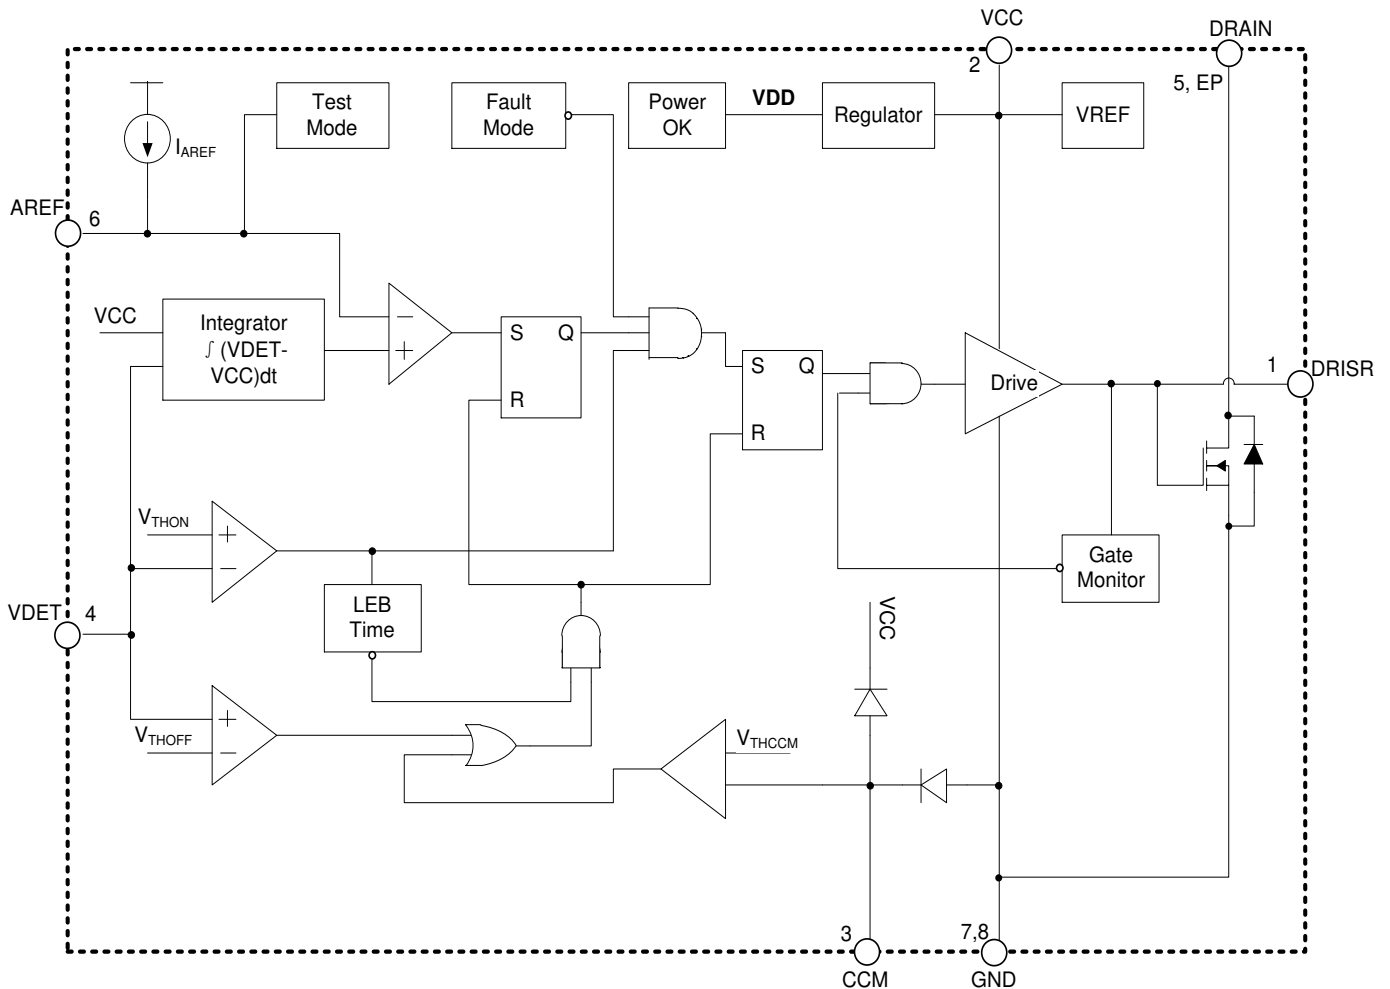 VCC
DRAIN
2
5, EP
Test
Mode
Fault
Mode
Power
OK
VDD
Regulator
VREF
IAREF
AREF
6
VCC
Integrator
∫ (VDET-
VCC)dt
−
+
S
Q
R
S
Q
R
Drive
1
DRISR
VTHON
+
−
Gate
Monitor
LEB
Time
VDET
4
VCC
+
VTHOFF
−
VTHCCM
3
7,8
CCM
GND